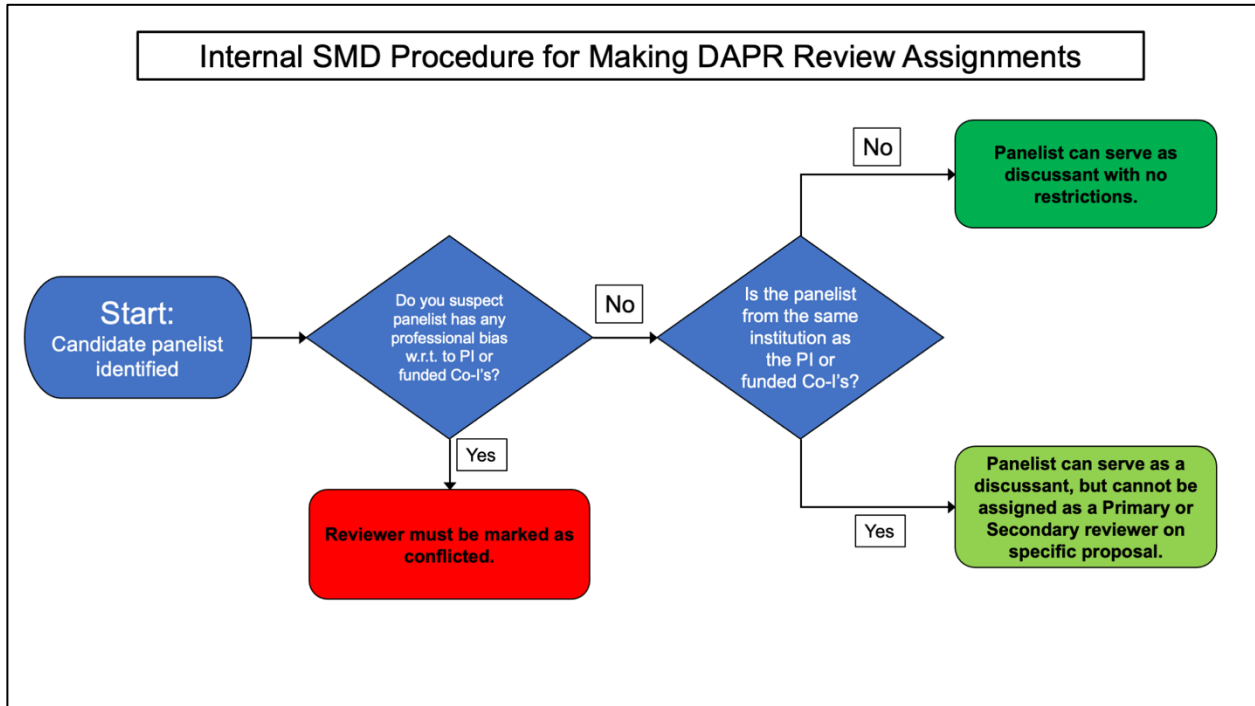 Internal SMD Procedure for Making DAPR Review Assignments
No
Panelist can serve as
discussant with no
restrictions.
Start:
Candidate panelist
identified
Do you suspect
panelist has any
professional bias
w.r.t. to PI or
funded Co-I's?
No
Is the panelist
from the same
institution as
the PI or
funded Co-I's?
Yes
Reviewer must be marked as
conflicted.
Yes
Panelist can serve as a
discussant, but cannot be
assigned as a Primary or
Secondary reviewer on
specific proposal.